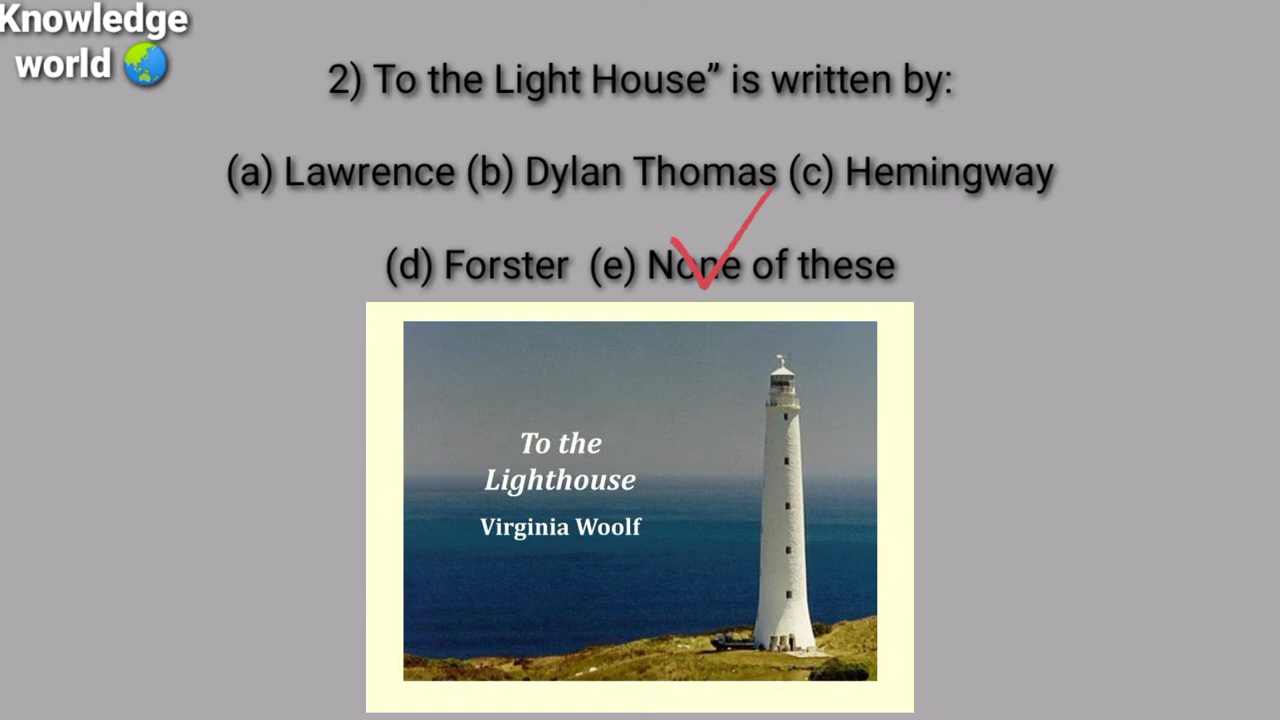 Knowledge
world
2) To the Light House” is written by:
(a) Lawrence (b) Dylan Thomas (c) Hemingway
(d) Forster (e) None of these
To the
Lighthouse
Virginia Woolf